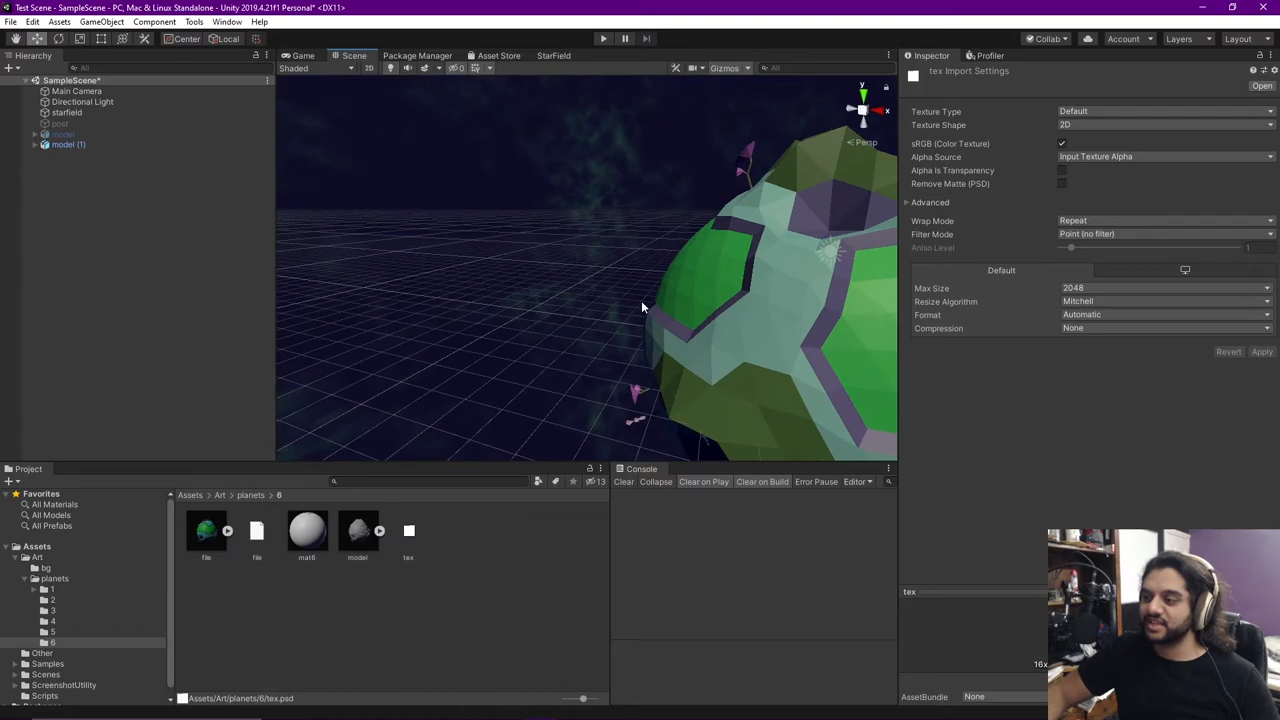 Test Scene - SampleScene - PC, Mac & Linux Standalone - Unity 2019.4.21f1 Personal* <DX11>
File Edit Assets GameObject Component Tools Window Help
Center Local Collab Account Layers Layout
Hierarchy Game Scene Package Manager Asset Store StarField Inspector Profiler
All Shaded 2D 0 Gizmos All
tex Import Settings
Open
SampleScene*
Main Camera
Directional Light
starfield
post
model
model (1)
y
x
Persp
Texture Type Default
Texture Shape 2D
sRGB (Color Texture)
Alpha Source Input Texture Alpha
Alpha Is Transparency
Remove Matte (PSD)
Advanced
Wrap Mode Repeat
Filter Mode Point (no filter)
Aniso Level 1
Default
Max Size 2048
Resize Algorithm Mitchell
Format Automatic
Compression None
Revert Apply
Project
13
Favorites
All Materials
All Models
All Prefabs
Assets
Art
bg
planets
1
2
3
4
5
6
Other
Samples
Scenes
ScreenshotUtility
Scripts
Assets > Art > planets > 6
file file mat6 model tex
Assets/Art/planets/6/tex.psd
Console
Clear Collapse Clear on Play Clear on Build Error Pause Editor
tex
16x
AssetBundle None